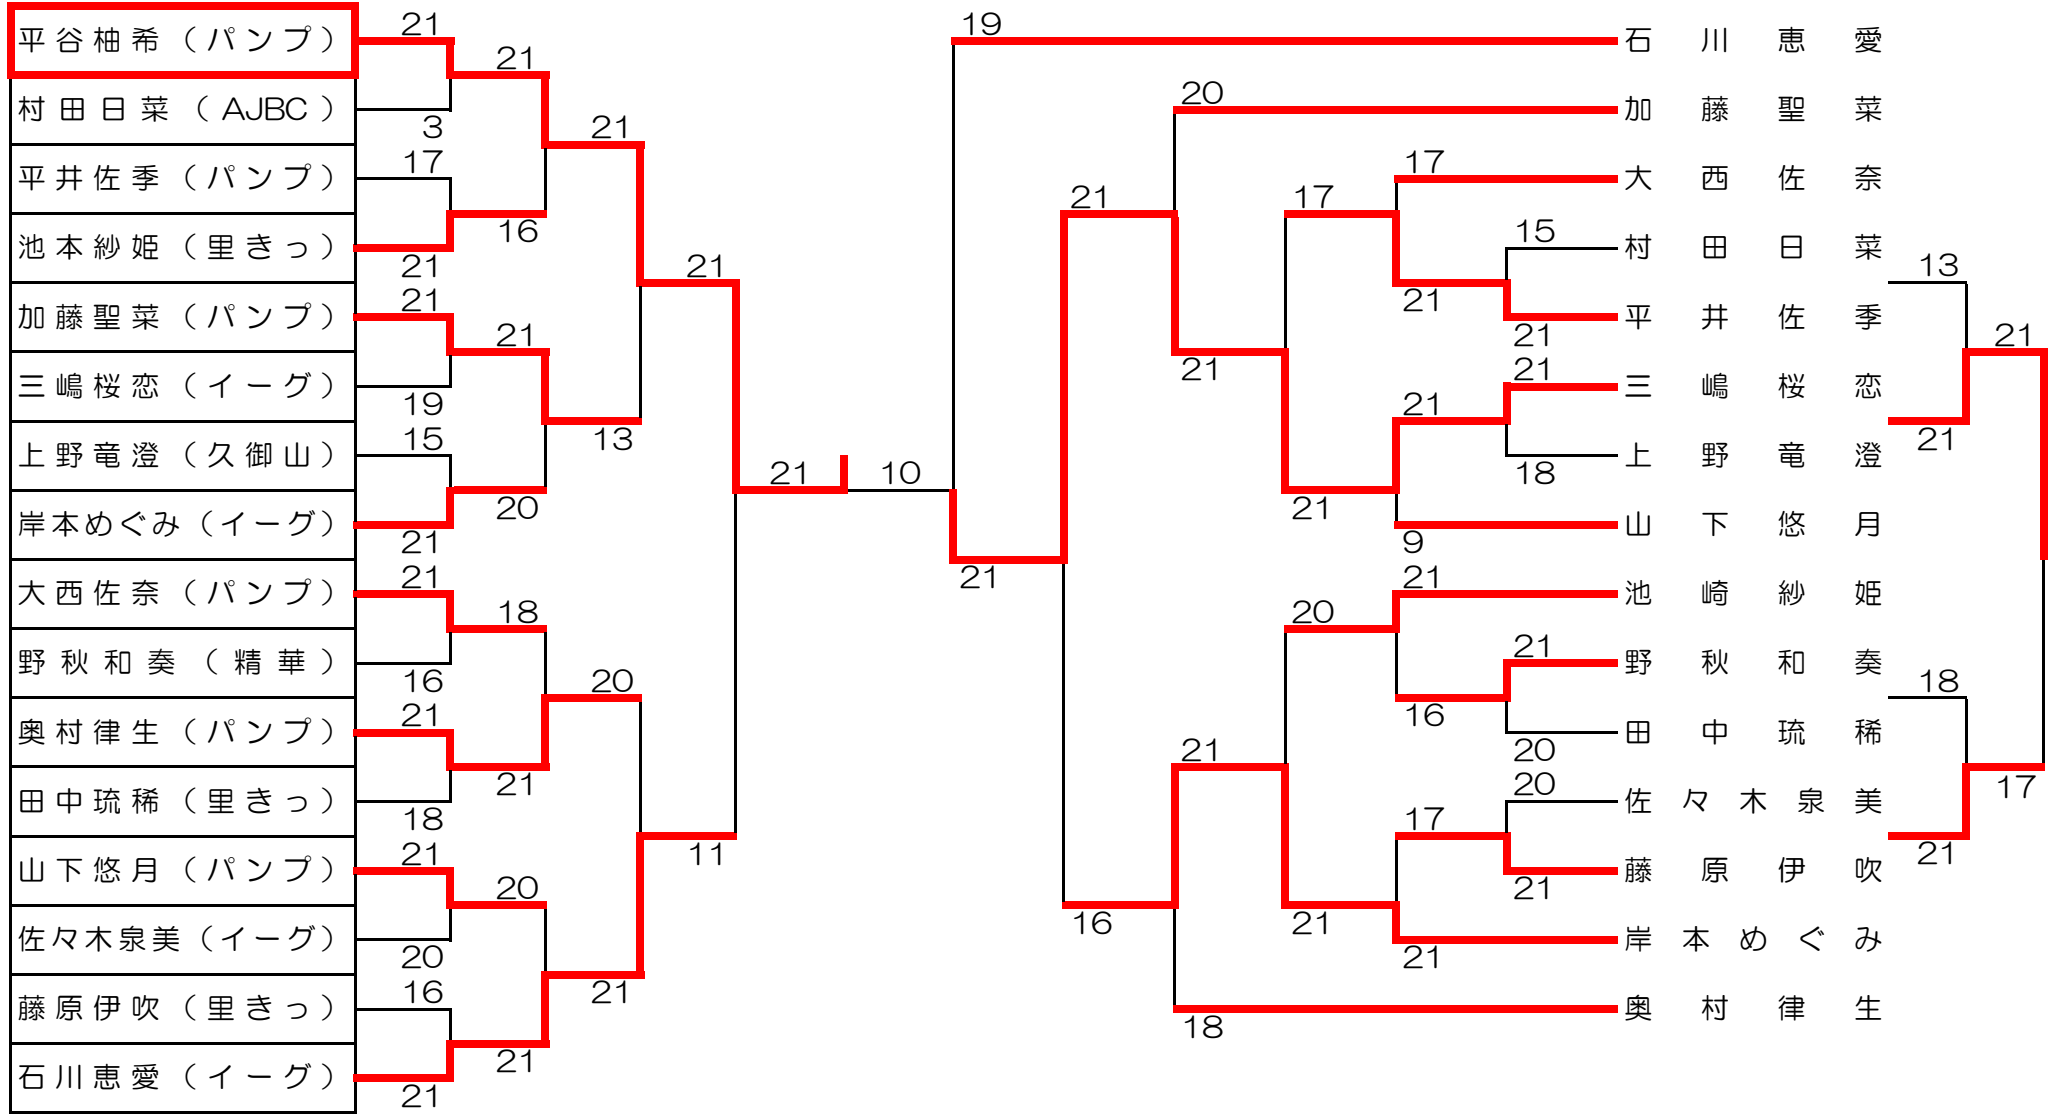 平谷柚希（パンプ）
村田日菜（AJBC）
平井佐季（パンプ）
池本紗姫（里きっ）
加藤聖菜（パンプ）
三嶋桜恋（イーグ）
上野竜澄（久御山）
岸本めぐみ（イーグ）
大西佐奈（パンプ）
野秋和奏（精華）
奥村律生（パンプ）
田中琉稀（里きっ）
山下悠月（パンプ）
佐々木泉美（イーグ）
藤原伊吹（里きっ）
石川恵愛（イーグ）
21
3
17
21
21
19
15
21
21
16
21
18
21
20
16
21
21
16
21
20
18
21
20
21
21
13
20
21
21
11
21
10
19
21
21
16
20
21
21
18
17
21
20
21
17
21
21
9
21
16
17
21
15
21
21
18
21
20
20
21
石川恵愛
加藤聖菜
大西佐奈
村田日菜
平井佐季
三嶋桜恋
上野竜澄
山下悠月
池崎紗姫
野秋和奏
田中琉稀
佐々木泉美
藤原伊吹
岸本めぐみ
奥村律生
13
21
18
21
21
17